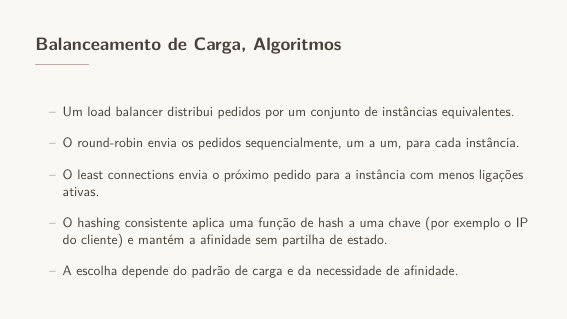 Balanceamento de Carga, Algoritmos
– Um load balancer distribui pedidos por um conjunto de instâncias equivalentes.
– O round-robin envia os pedidos sequencialmente, um a um, para cada instância.
– O least connections envia o próximo pedido para a instância com menos ligações
ativas.
– O hashing consistente aplica uma função de hash a uma chave (por exemplo o IP
do cliente) e mantém a afinidade sem partilha de estado.
– A escolha depende do padrão de carga e da necessidade de afinidade.